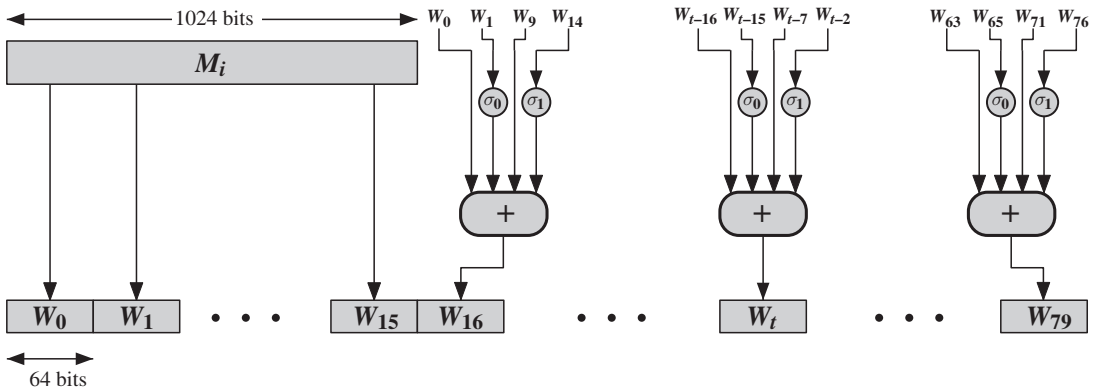 1024 bits
W0 W1 W9 W14
Wt–16 Wt–15 Wt–7 Wt–2
W63 W65 W71 W76
Mi
σ0 σ1
σ0 σ1
σ0 σ1
+ + +
W0 W1 • • • W15 W16 • • • Wt • • • W79
64 bits